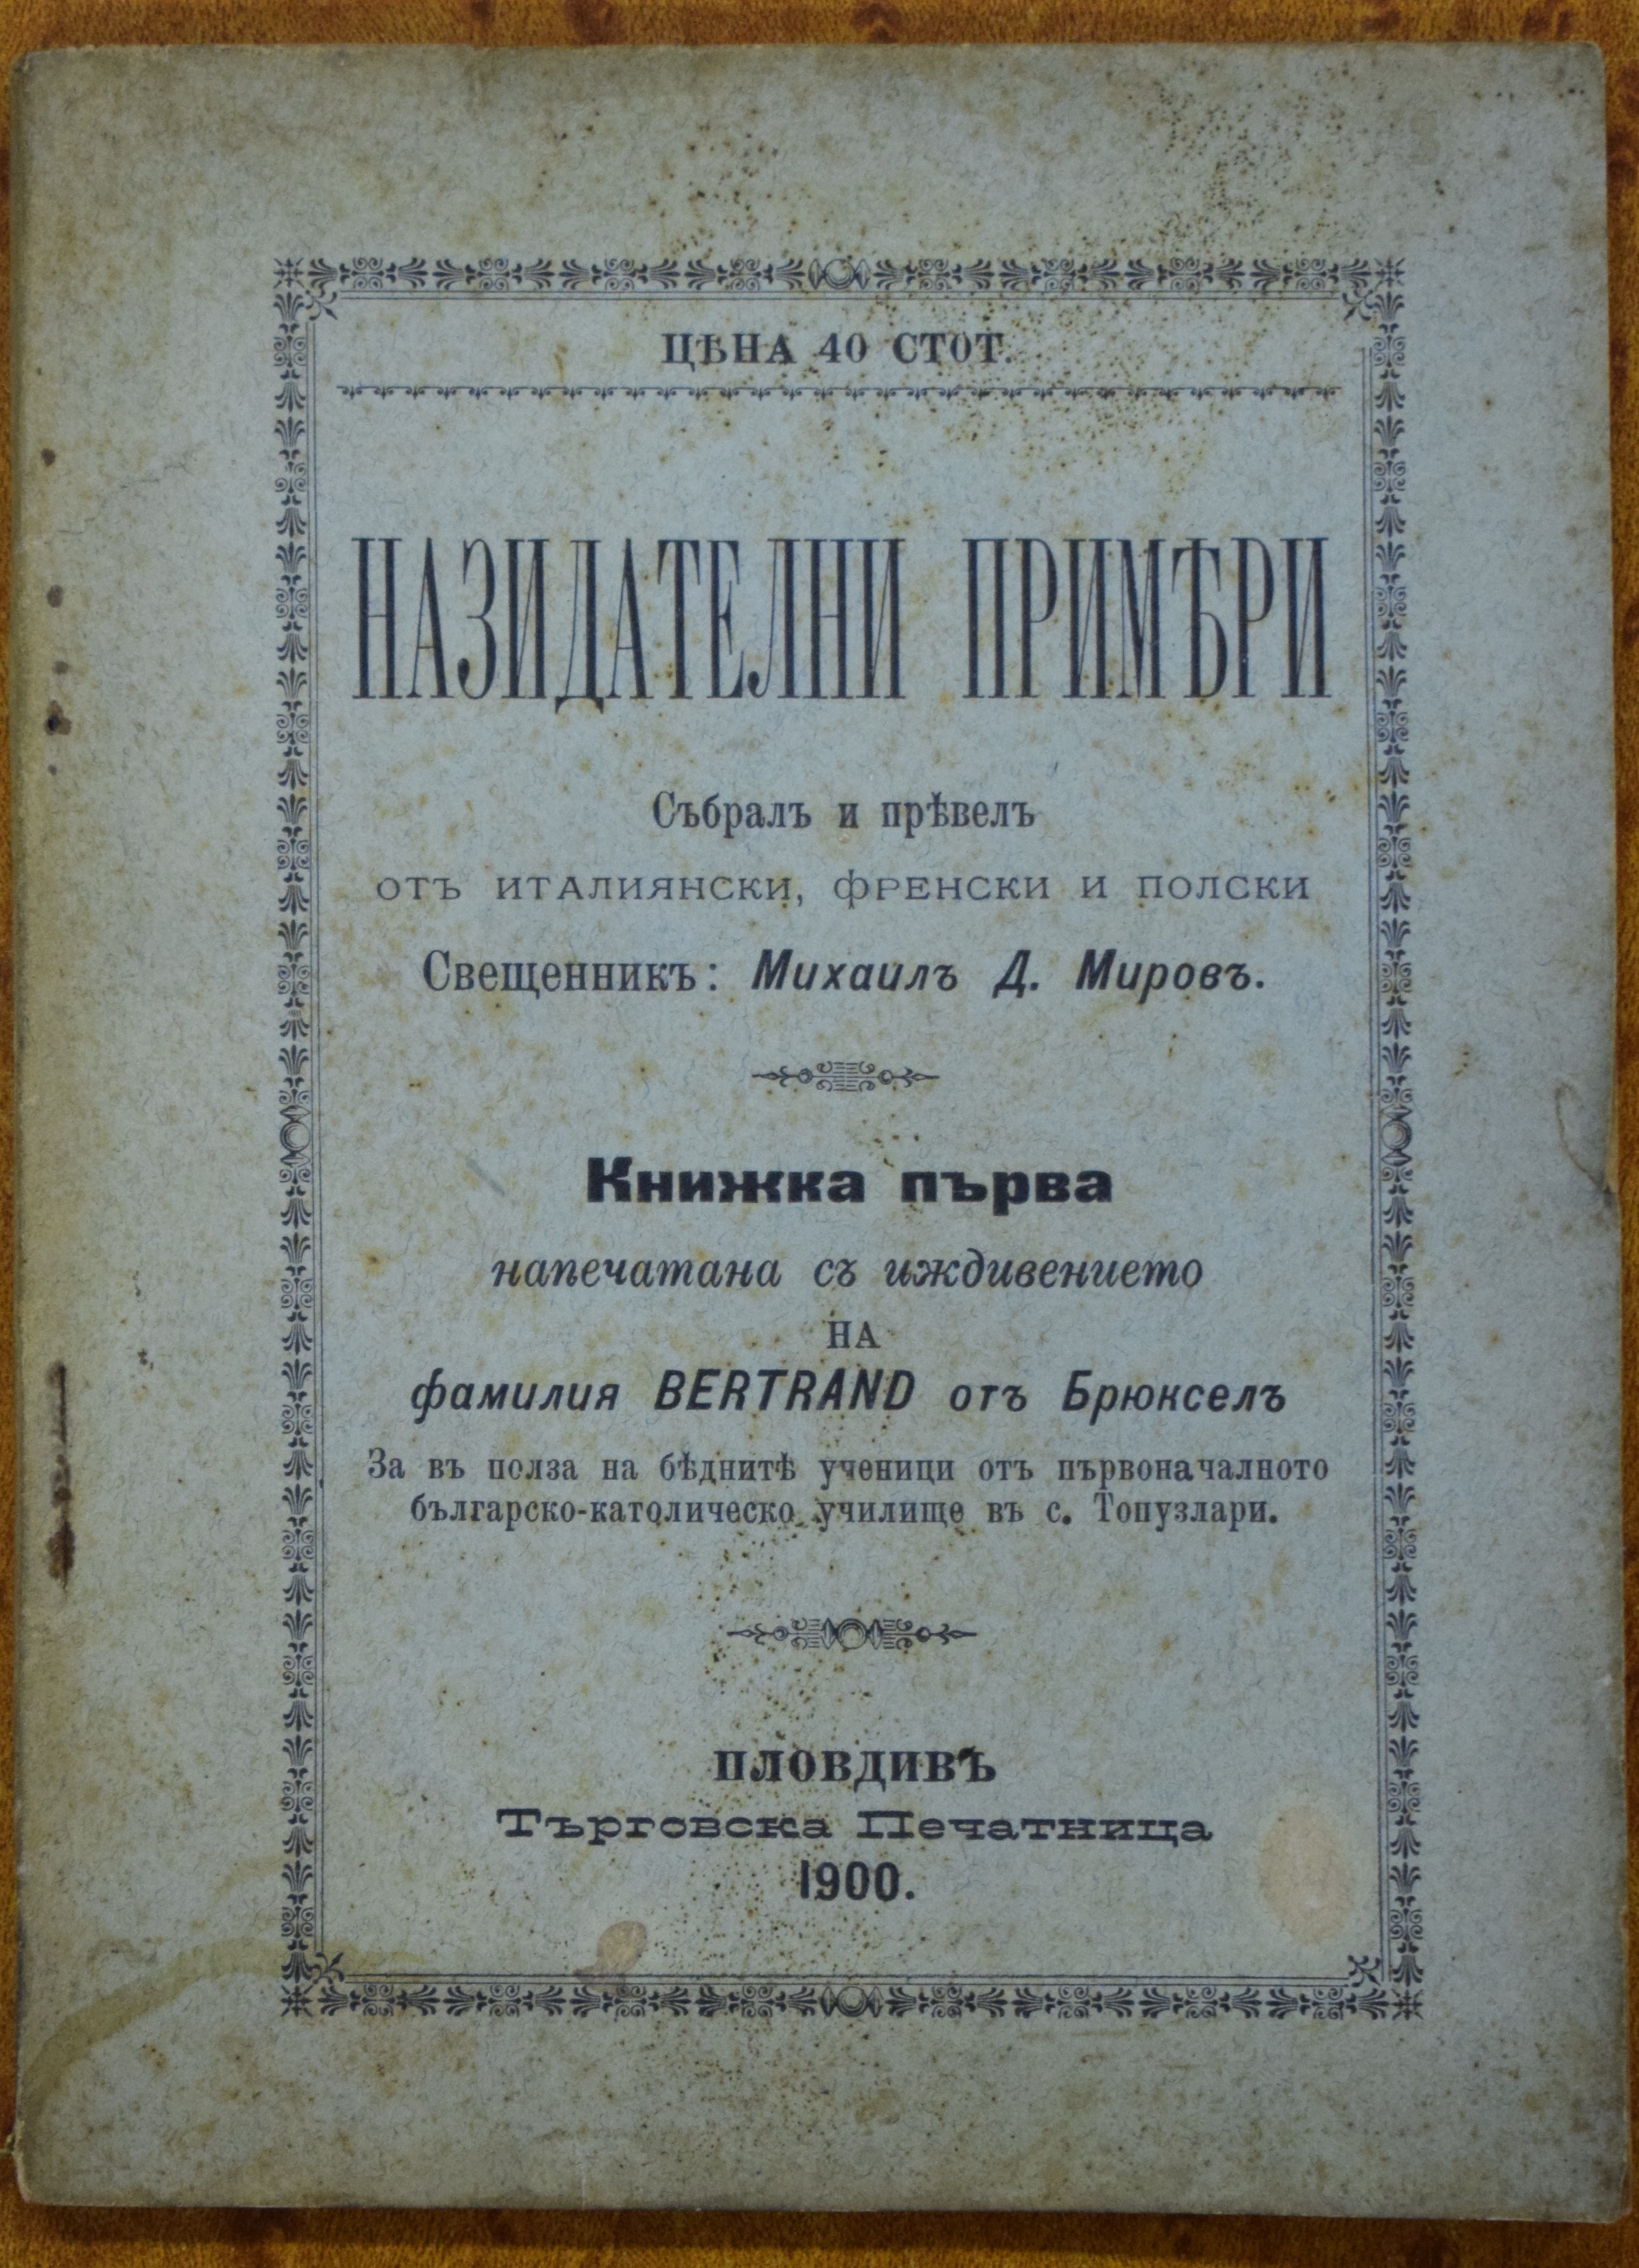 ЦѢНА 40 СТОТ.
НАЗИДАТЕЛНИ ПРИМѢРИ
Събралъ и прѣвелъ
ОТЪ ИТАЛИЯНСКИ, ФРЕНСКИ И ПОЛСКИ
Свещенникъ: Михаилъ Д. Мировъ.
Книжка първа
напечатана съ иждивението
НА
фамилия BERTRAND отъ Брюкселъ
За въ полза на бѣднитѣ ученици отъ първоначалното
българско-католическо училище въ с. Топузлари.
ПЛОВДИВЪ
Търговска Печатница
1900.